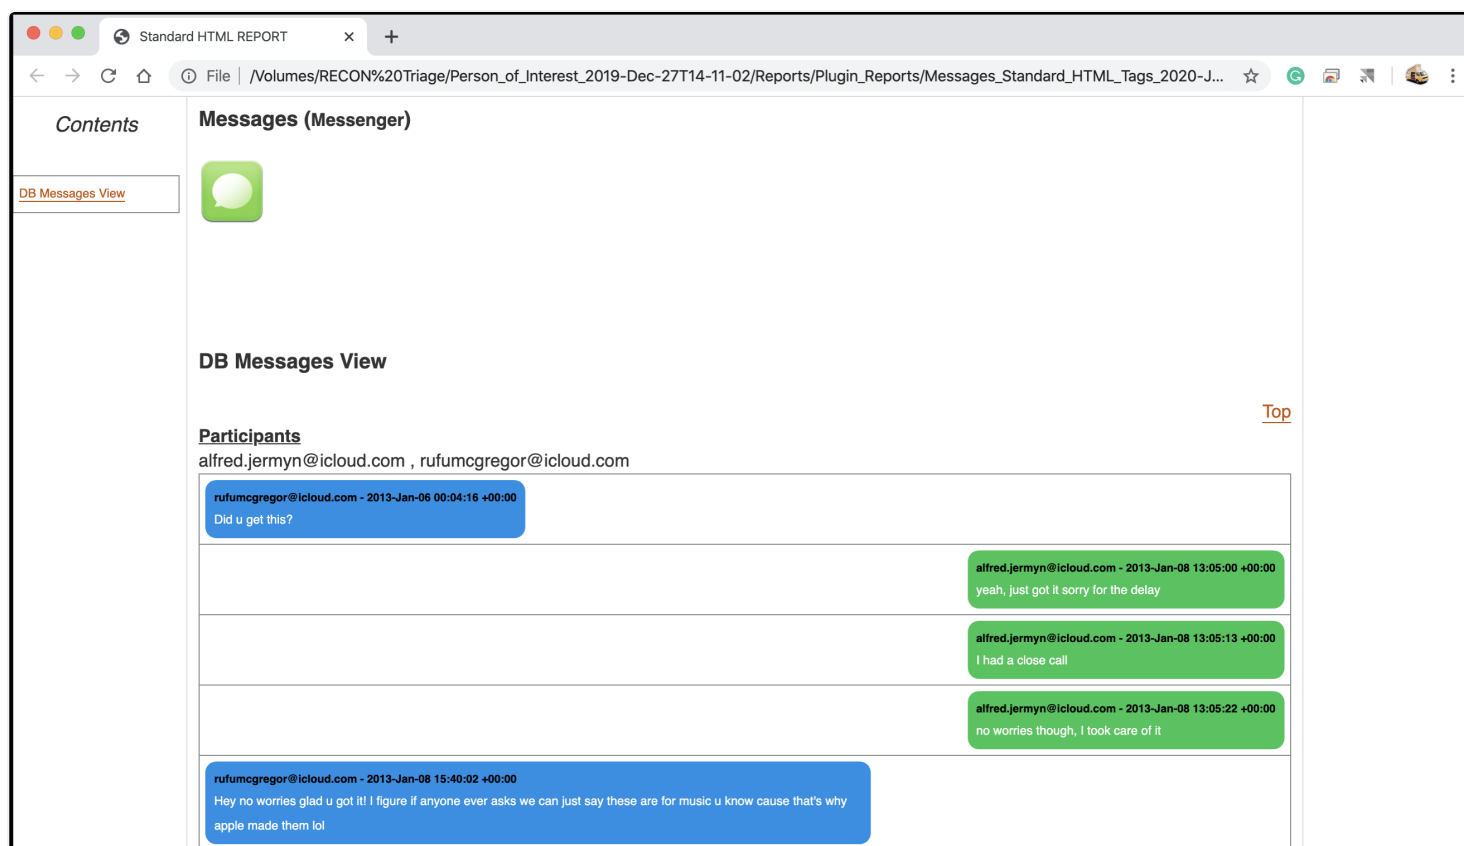 Standard HTML REPORT
File | /Volumes/RECON%20Triage/Person_of_Interest_2019-Dec-27T14-11-02/Reports/Plugin_Reports/Messages_Standard_HTML_Tags_2020-J...
Contents
DB Messages View
Messages (Messenger)
DB Messages View
Top
Participants
alfred.jermyn@icloud.com , rufumcgregor@icloud.com
rufumcgregor@icloud.com - 2013-Jan-06 00:04:16 +00:00
Did u get this?
alfred.jermyn@icloud.com - 2013-Jan-08 13:05:00 +00:00
yeah, just got it sorry for the delay
alfred.jermyn@icloud.com - 2013-Jan-08 13:05:13 +00:00
I had a close call
alfred.jermyn@icloud.com - 2013-Jan-08 13:05:22 +00:00
no worries though, I took care of it
rufumcgregor@icloud.com - 2013-Jan-08 15:40:02 +00:00
Hey no worries glad u got it! I figure if anyone ever asks we can just say these are for music u know cause that's why
apple made them lol